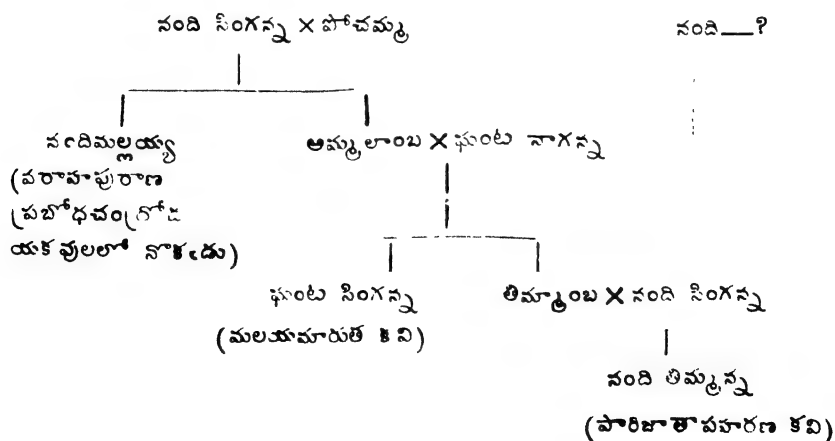 నంది సింగన్న × పోచమ్మ నంది—?
నందిమల్లయ్య అమ్మలాంబ × ఘంట నాగన్న
(వరాహపురాణ
ప్రబోధచంద్రోద
యకవులలో నొకఁడు)
ఘంట సింగన్న తిమ్మాంబ × నంది సింగన్న
(మలయమారుత కవి)
నంది తిమ్మన్న
(పారిజాతాపహరణ కవి)